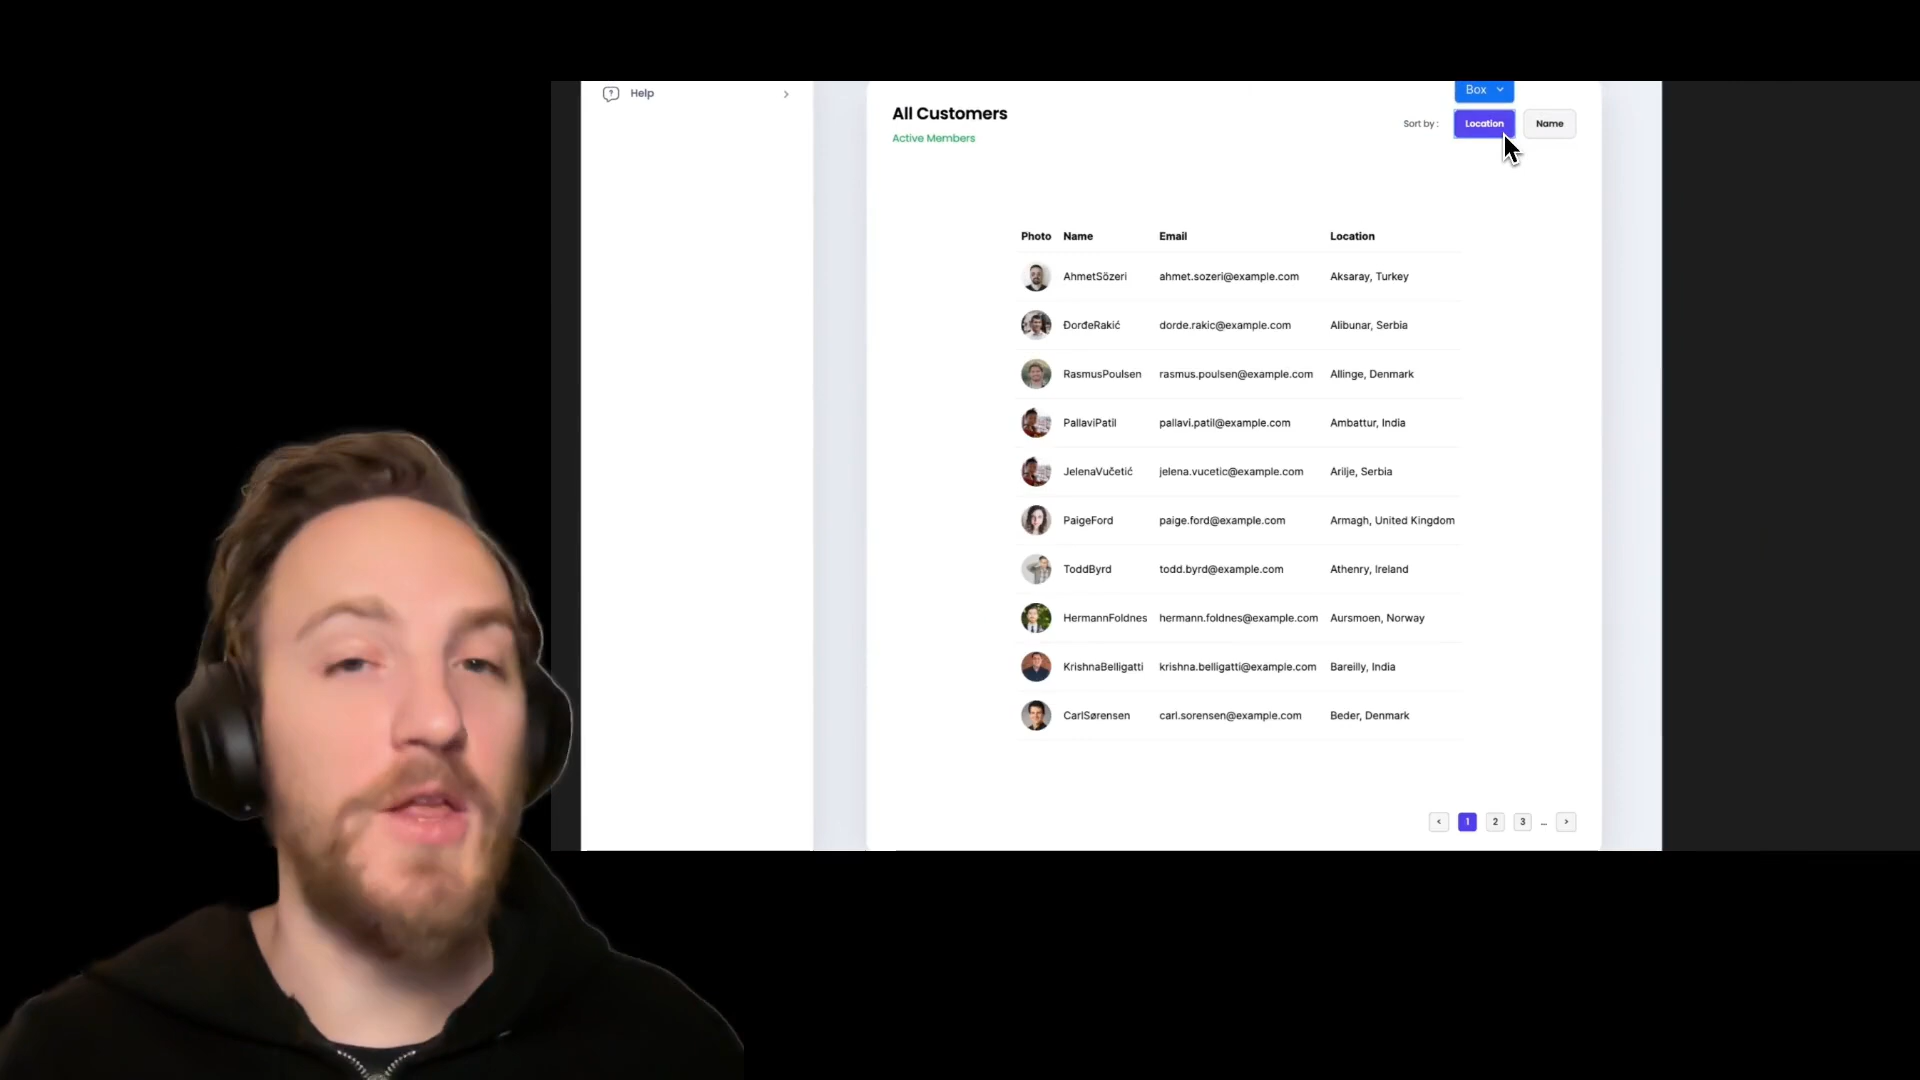 Help
Box
All Customers
Sort by :
Location
Name
Active Members
Photo Name Email Location
AhmetSözeri ahmet.sozeri@example.com Aksaray, Turkey
ĐorđeRakić dorde.rakic@example.com Alibunar, Serbia
RasmusPoulsen rasmus.poulsen@example.com Allinge, Denmark
PallaviPatil pallavi.patil@example.com Ambattur, India
JelenaVučetić jelena.vucetic@example.com Arilje, Serbia
PaigeFord paige.ford@example.com Armagh, United Kingdom
ToddByrd todd.byrd@example.com Athenry, Ireland
HermannFoldnes hermann.foldnes@example.com Aursmoen, Norway
KrishnaBelligatti krishna.belligatti@example.com Bareilly, India
CarlSørensen carl.sorensen@example.com Beder, Denmark
< 1 2 3 ... >